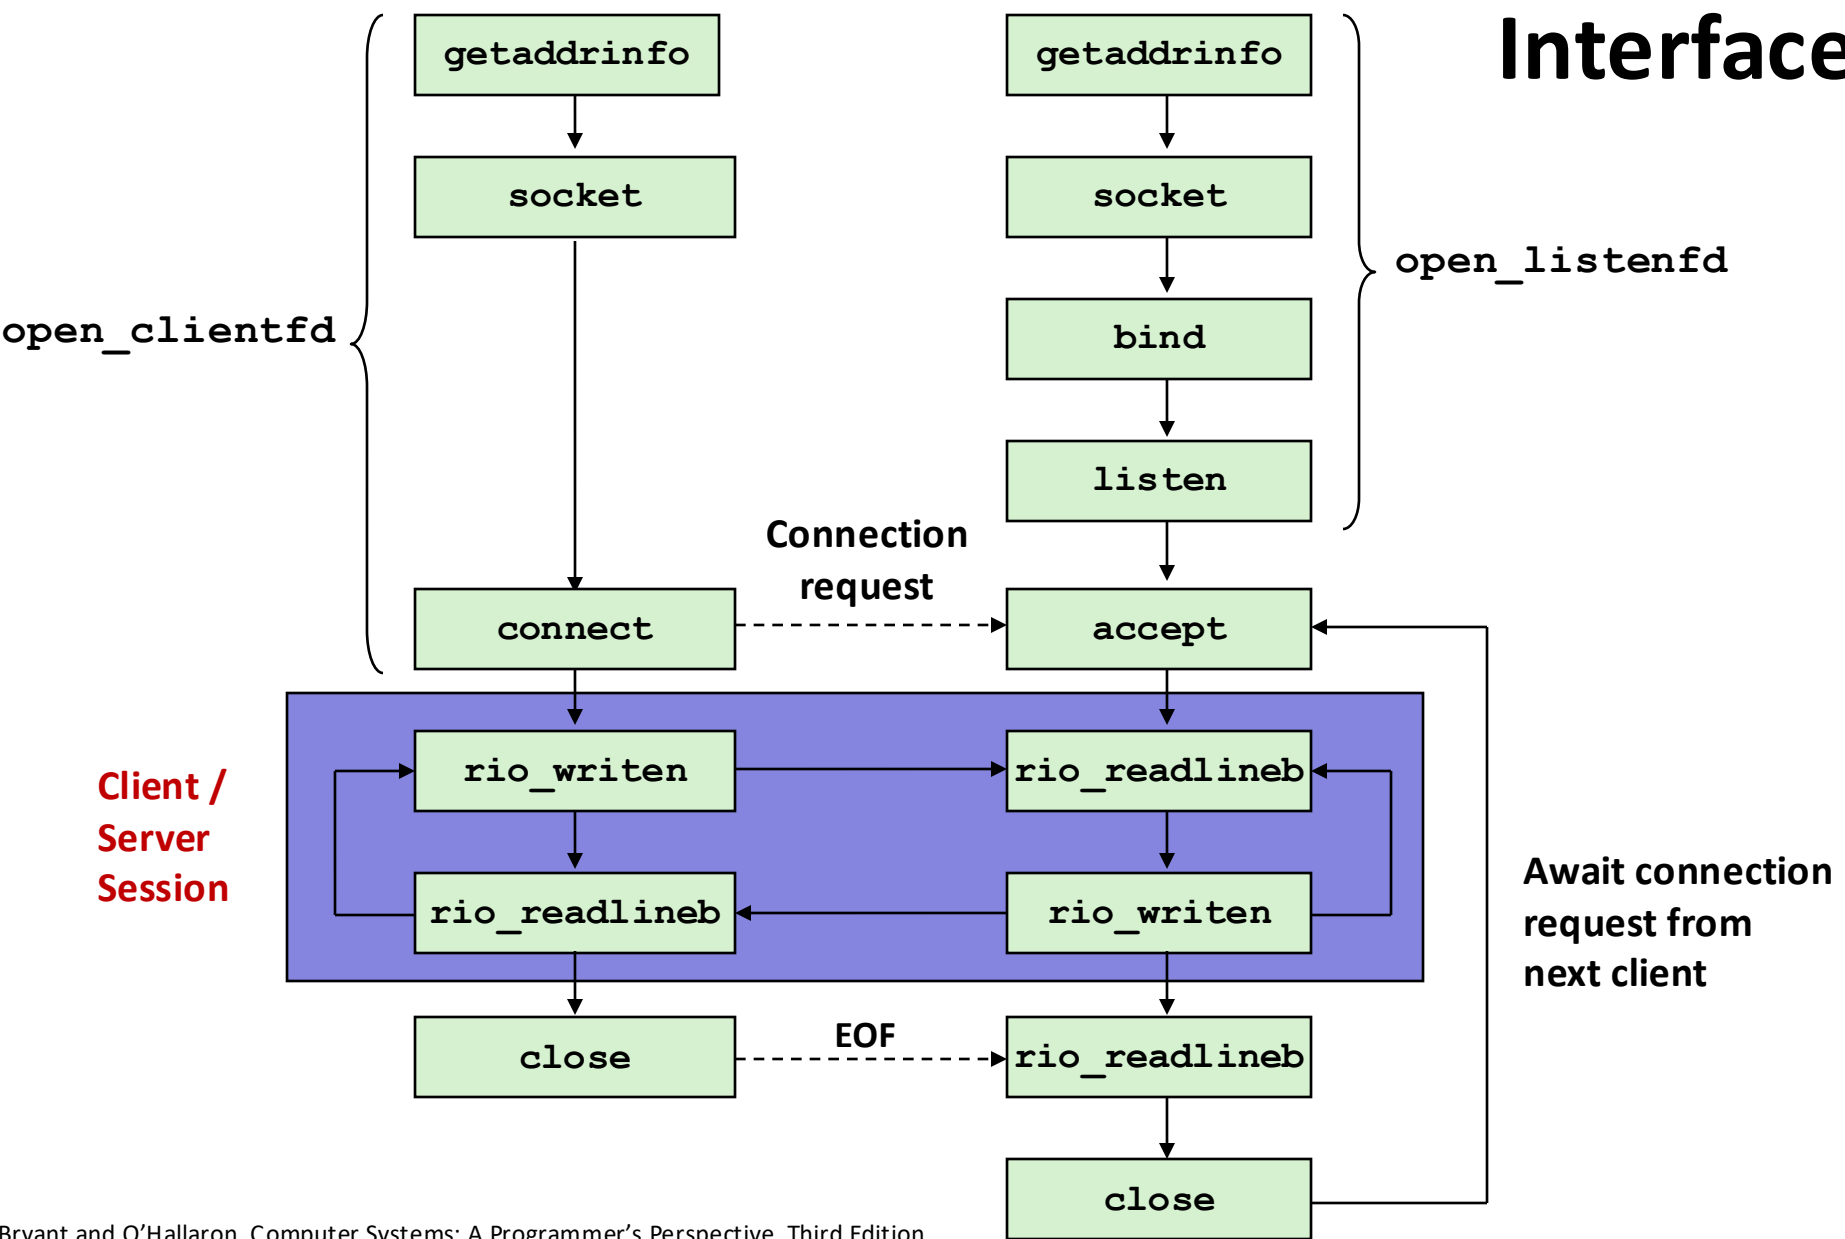 Interface
getaddrinfo
getaddrinfo
socket
socket
open_listenfd
open_clientfd
bind
listen
Connection
request
connect
accept
Client /
Server
Session
rio_writen
rio_readlineb
rio_readlineb
rio_writen
Await connection
request from
next client
close
EOF
rio_readlineb
close
Bryant and O'Hallaron, Computer Systems: A Programmer's Perspective, Third Edition